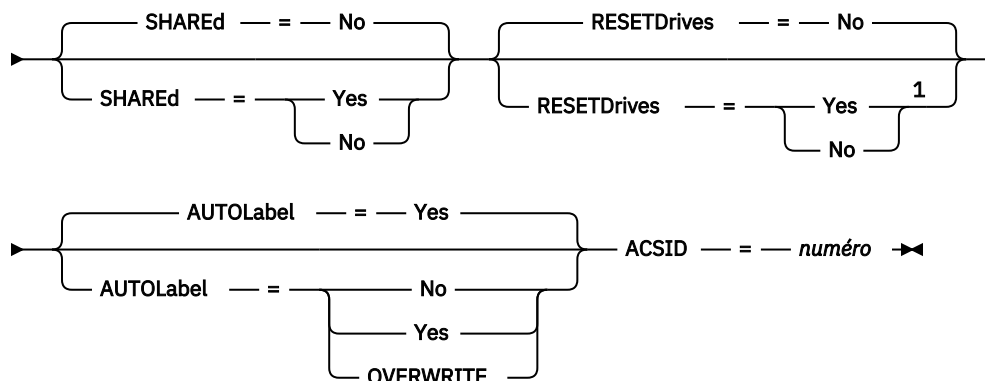 SHAREd = No RESETDrives = No
SHAREd = Yes RESETDrives = Yes 1
No No
AUTOLabel = Yes
ACSID = numéro
AUTOLabel = No
Yes
OVERWRITE